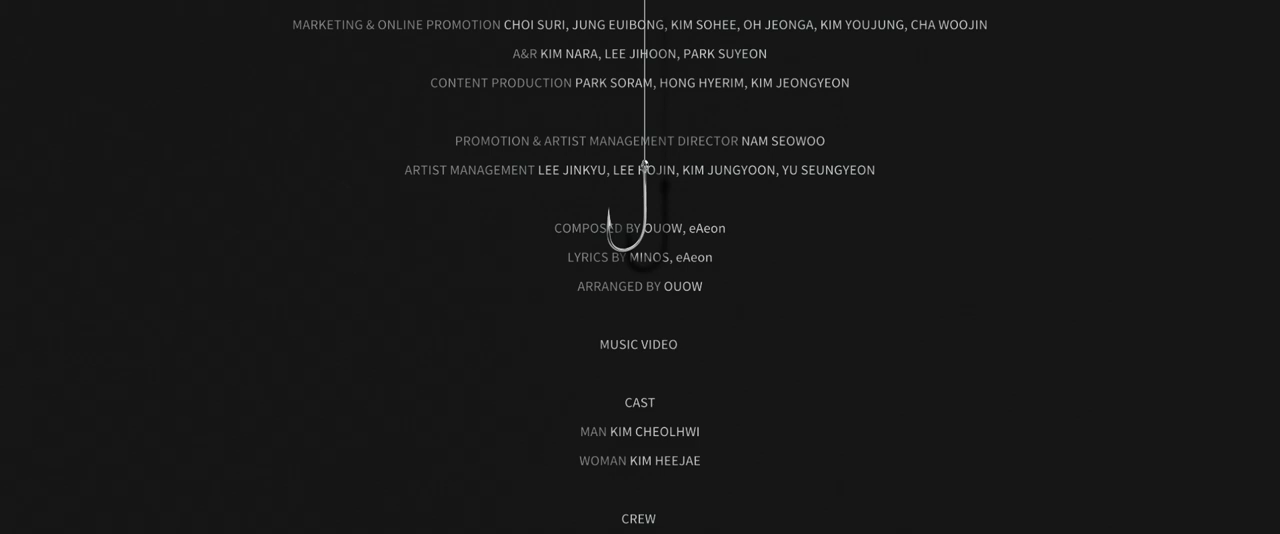 MARKETING & ONLINE PROMOTION CHOI SURI, JUNG EUIBONG, KIM SOHEE, OH JEONGA, KIM YOUJUNG, CHA WOOJIN
A&R KIM NARA, LEE JIHOON, PARK SUYEON
CONTENT PRODUCTION PARK SORAM, HONG HYERIM, KIM JEONGYEON
PROMOTION & ARTIST MANAGEMENT DIRECTOR NAM SEOWOO
ARTIST MANAGEMENT LEE JINKYU, LEE HOJIN, KIM JUNGYOON, YU SEUNGYEON
COMPOSED BY OUOW, eAeon
LYRICS BY MINOS, eAeon
ARRANGED BY OUOW
MUSIC VIDEO
CAST
MAN KIM CHEOLHWI
WOMAN KIM HEEJAE
CREW